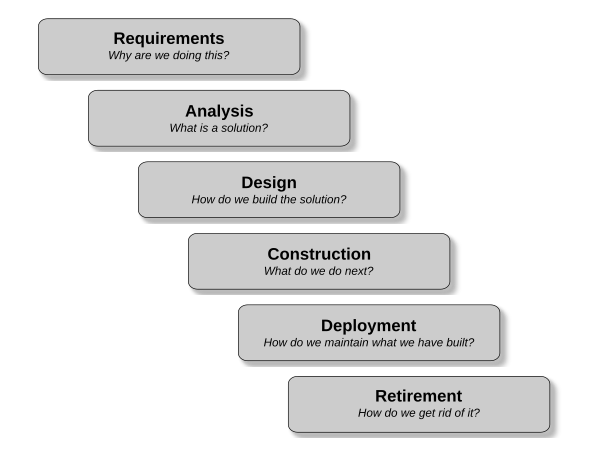 Requirements
Why are we doing this?
Analysis
What is a solution?
Design
How do we build the solution?
Construction
What do we do next?
Deployment
How do we maintain what we have built?
Retirement
How do we get rid of it?